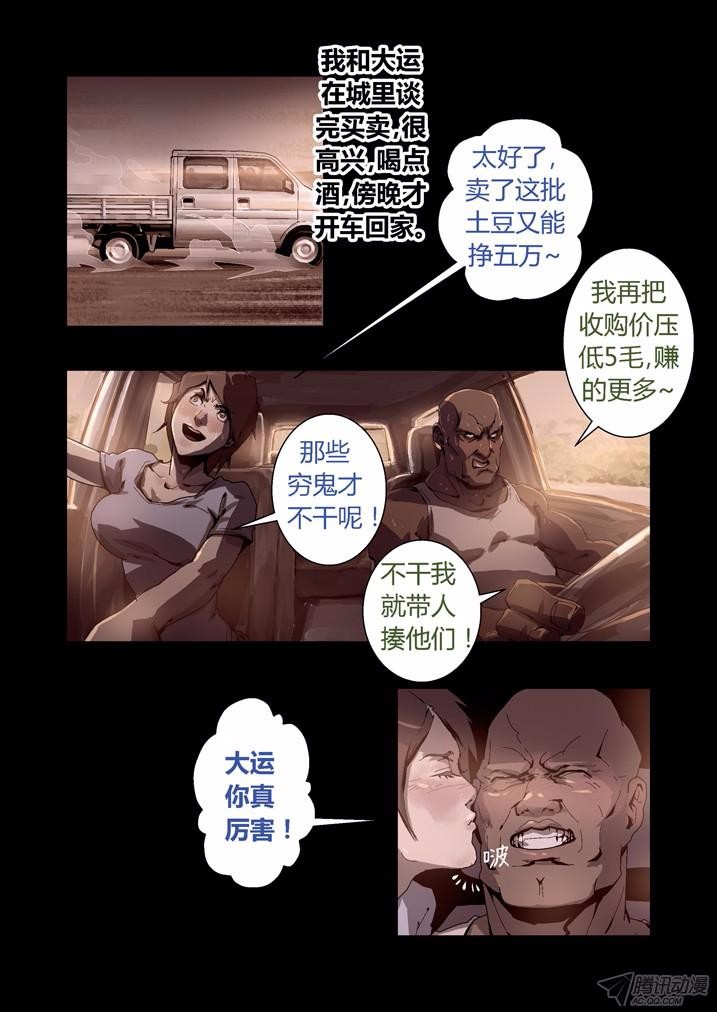 我和大运
在城里谈
完买卖,很
高兴,喝点
酒,傍晚才
开车回家。
太好了,
卖了这批
土豆又能
挣五万~
我再把
收购价压
低5毛,赚
的更多~
那些
穷鬼才
不干呢！
不干我
就带人
揍他们！
大运
你真
厉害！
啵
腾讯动漫